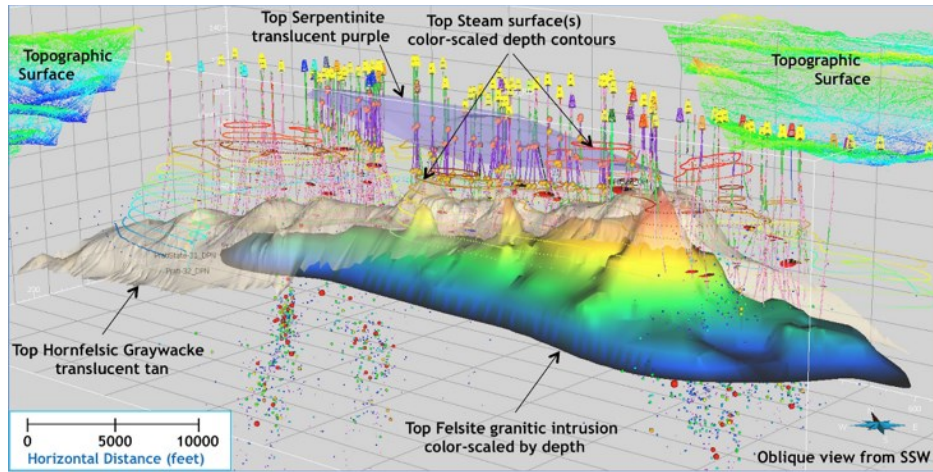 Top Serpentinite
translucent purple
Top Steam surface(s)
color-scaled depth contours
Topographic
Surface
Topographic
Surface
Top Hornfelsic Graywacke
translucent tan
Top Felsite granitic intrusion
color-scaled by depth
0 5000 10000
Horizontal Distance (feet)
W
E
Oblique view from SSW